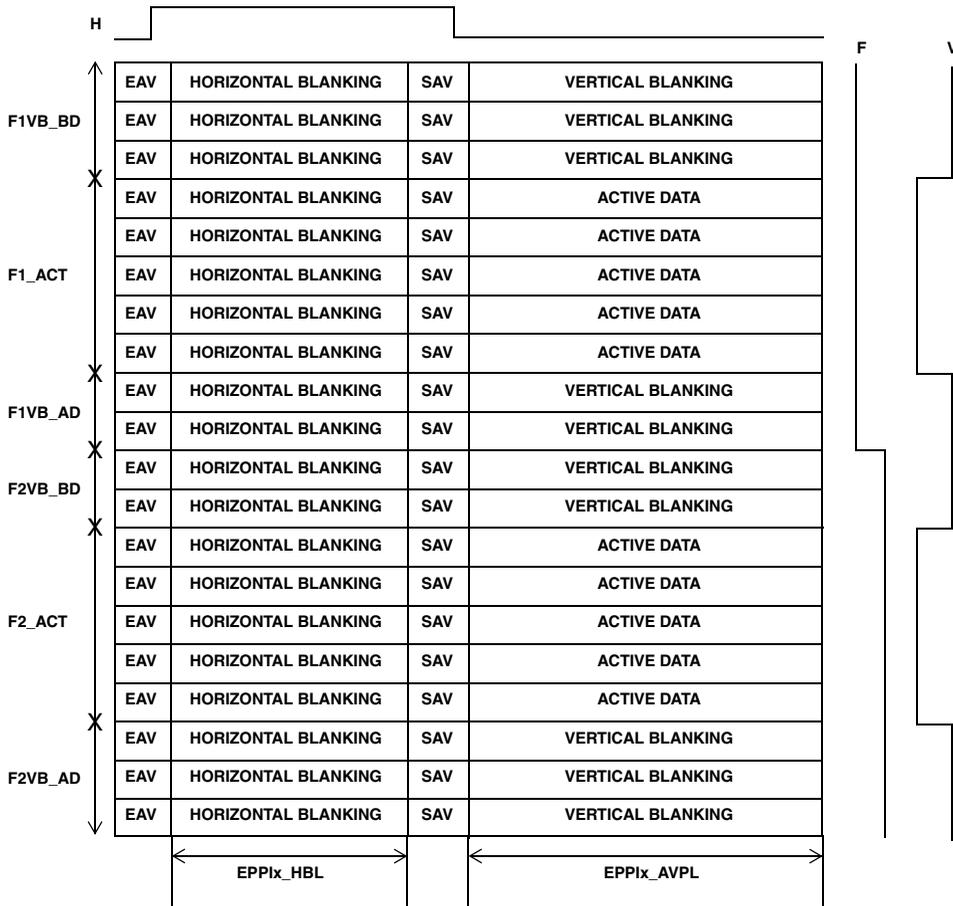 H
F
V
EAV HORIZONTAL BLANKING SAV VERTICAL BLANKING
F1VB_BD EAV HORIZONTAL BLANKING SAV VERTICAL BLANKING
EAV HORIZONTAL BLANKING SAV VERTICAL BLANKING
EAV HORIZONTAL BLANKING SAV ACTIVE DATA
EAV HORIZONTAL BLANKING SAV ACTIVE DATA
F1_ACT EAV HORIZONTAL BLANKING SAV ACTIVE DATA
EAV HORIZONTAL BLANKING SAV ACTIVE DATA
EAV HORIZONTAL BLANKING SAV ACTIVE DATA
EAV HORIZONTAL BLANKING SAV VERTICAL BLANKING
F1VB_AD
EAV HORIZONTAL BLANKING SAV VERTICAL BLANKING
EAV HORIZONTAL BLANKING SAV VERTICAL BLANKING
F2VB_BD
EAV HORIZONTAL BLANKING SAV VERTICAL BLANKING
EAV HORIZONTAL BLANKING SAV ACTIVE DATA
EAV HORIZONTAL BLANKING SAV ACTIVE DATA
F2_ACT EAV HORIZONTAL BLANKING SAV ACTIVE DATA
EAV HORIZONTAL BLANKING SAV ACTIVE DATA
EAV HORIZONTAL BLANKING SAV ACTIVE DATA
EAV HORIZONTAL BLANKING SAV VERTICAL BLANKING
F2VB_AD EAV HORIZONTAL BLANKING SAV VERTICAL BLANKING
EAV HORIZONTAL BLANKING SAV VERTICAL BLANKING
EPPIx_HBL EPPIx_AVPL